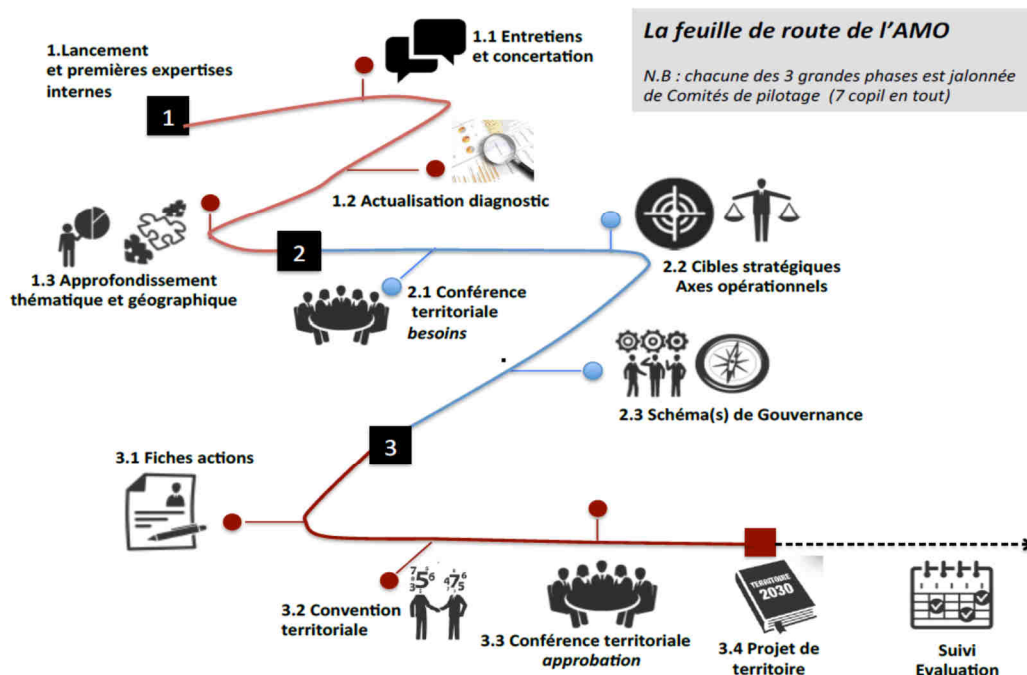 La feuille de route de l'AMO
N.B : chacune des 3 grandes phases est jalonnée
de Comités de pilotage (7 copil en tout)
1.Lancement
et premières expertises
internes
1
1.1 Entretiens
et concertation
1.2 Actualisation diagnostic
1.3 Approfondissement
thématique et géographique
2
2.1 Conférence
territoriale
besoins
2.2 Cibles stratégiques
Axes opérationnels
2.3 Schéma(s) de Gouvernance
3
3.1 Fiches actions
3.2 Convention
territoriale
3.3 Conférence territoriale
approbation
TERRITOIRE
2030
3.4 Projet de
territoire
Suivi
Evaluation